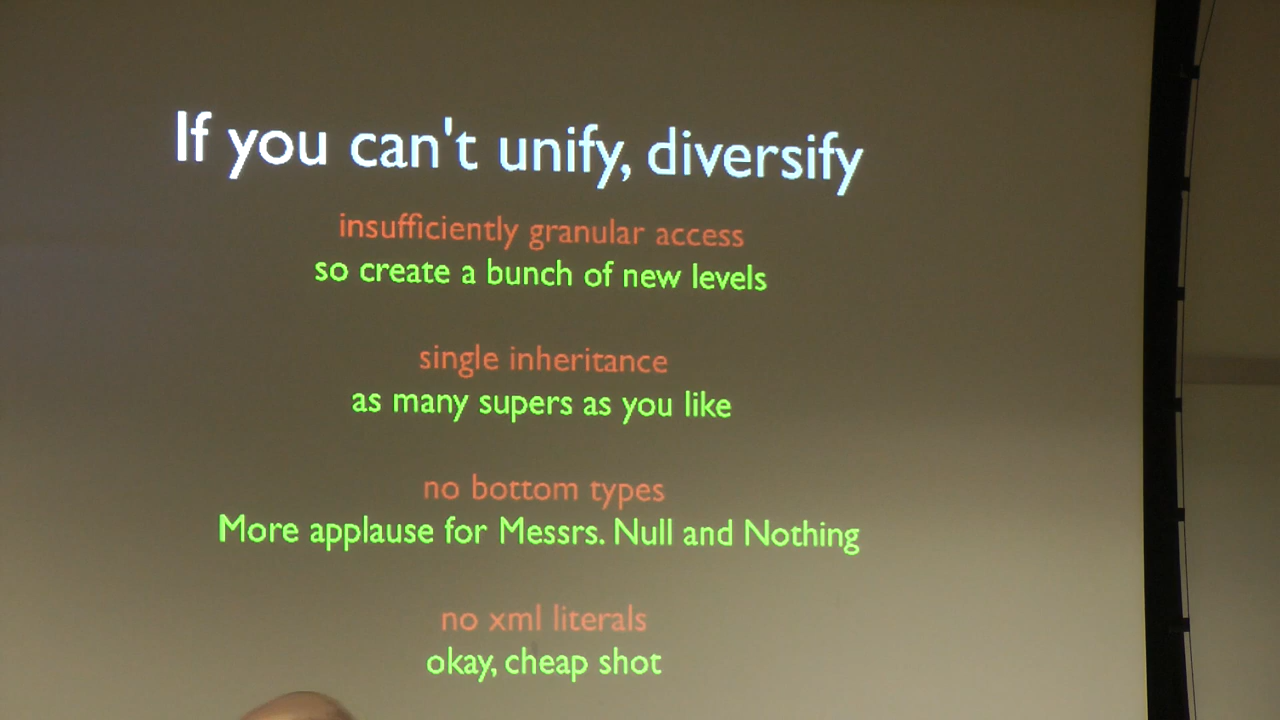 If you can't unify, diversify
insufficiently granular access
so create a bunch of new levels
single inheritance
as many supers as you like
no bottom types
More applause for Messrs. Null and Nothing
no xml literals
okay, cheap shot